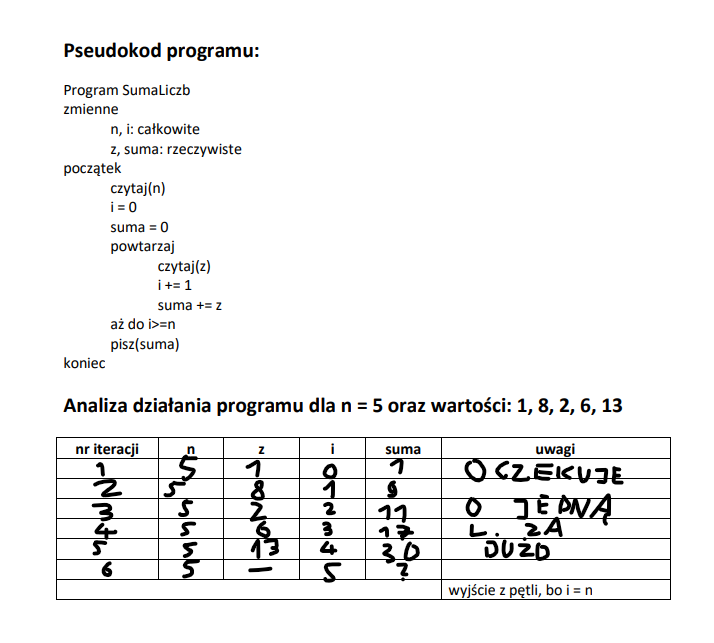 Pseudokod programu:
Program SumaLiczb
zmienne
n, i: całkowite
z, suma: rzeczywiste
początek
czytaj(n)
i = 0
suma = 0
powtarzaj
czytaj(z)
i += 1
suma += z
aż do i>=n
pisz(suma)
koniec
Analiza działania programu dla n = 5 oraz wartości: 1, 8, 2, 6, 13
nr iteracji n z i suma uwagi
1 5 1 0 1 OCZEKUJE
2 5 8 1 9
3 5 2 2 11 O JEDNĄ
4 5 6 3 17 L. ZA
5 5 13 4 30 DUŻO
6 5 — 5 ?
wyjście z pętli, bo i = n